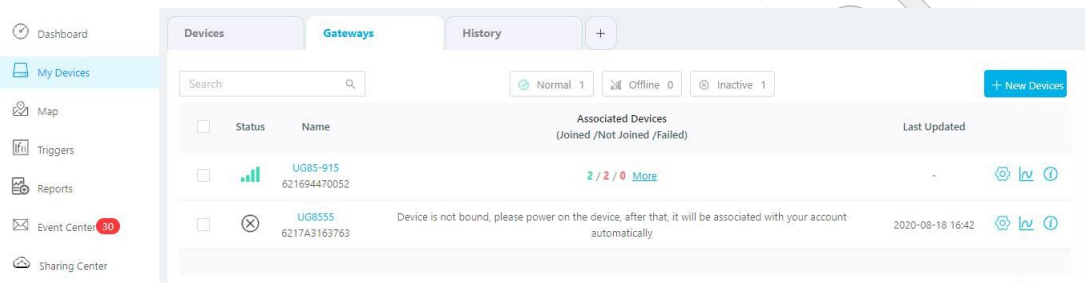 Dashboard
My Devices
Map
Triggers
Reports
Event Center 30
Sharing Center
Devices Gateways History +
Search Normal 1 Offline 0 Inactive 1 + New Devices
Status Name Associated Devices Last Updated
(Joined /Not Joined /Failed)
UG85-915 2 / 2 / 0 More -
621694470052
UG8555 Device is not bound, please power on the device, after that, it will be associated with your account 2020-08-18 16:42
6217A3163763 automatically